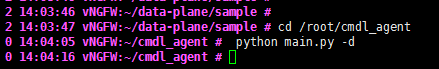 2 14:03:46 vNGFW:~/data-plane/sample #
2 14:03:47 vNGFW:~/data-plane/sample # cd /root/cmdl_agent
0 14:04:05 vNGFW:~/cmdl_agent #  python main.py -d
0 14:04:16 vNGFW:~/cmdl_agent #